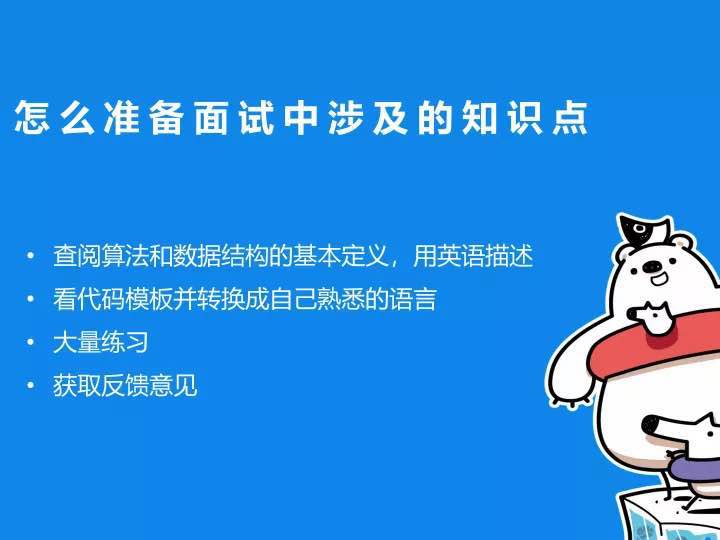 怎么准备面试中涉及的知识点
• 查阅算法和数据结构的基本定义，用英语描述
• 看代码模板并转换成自己熟悉的语言
• 大量练习
• 获取反馈意见